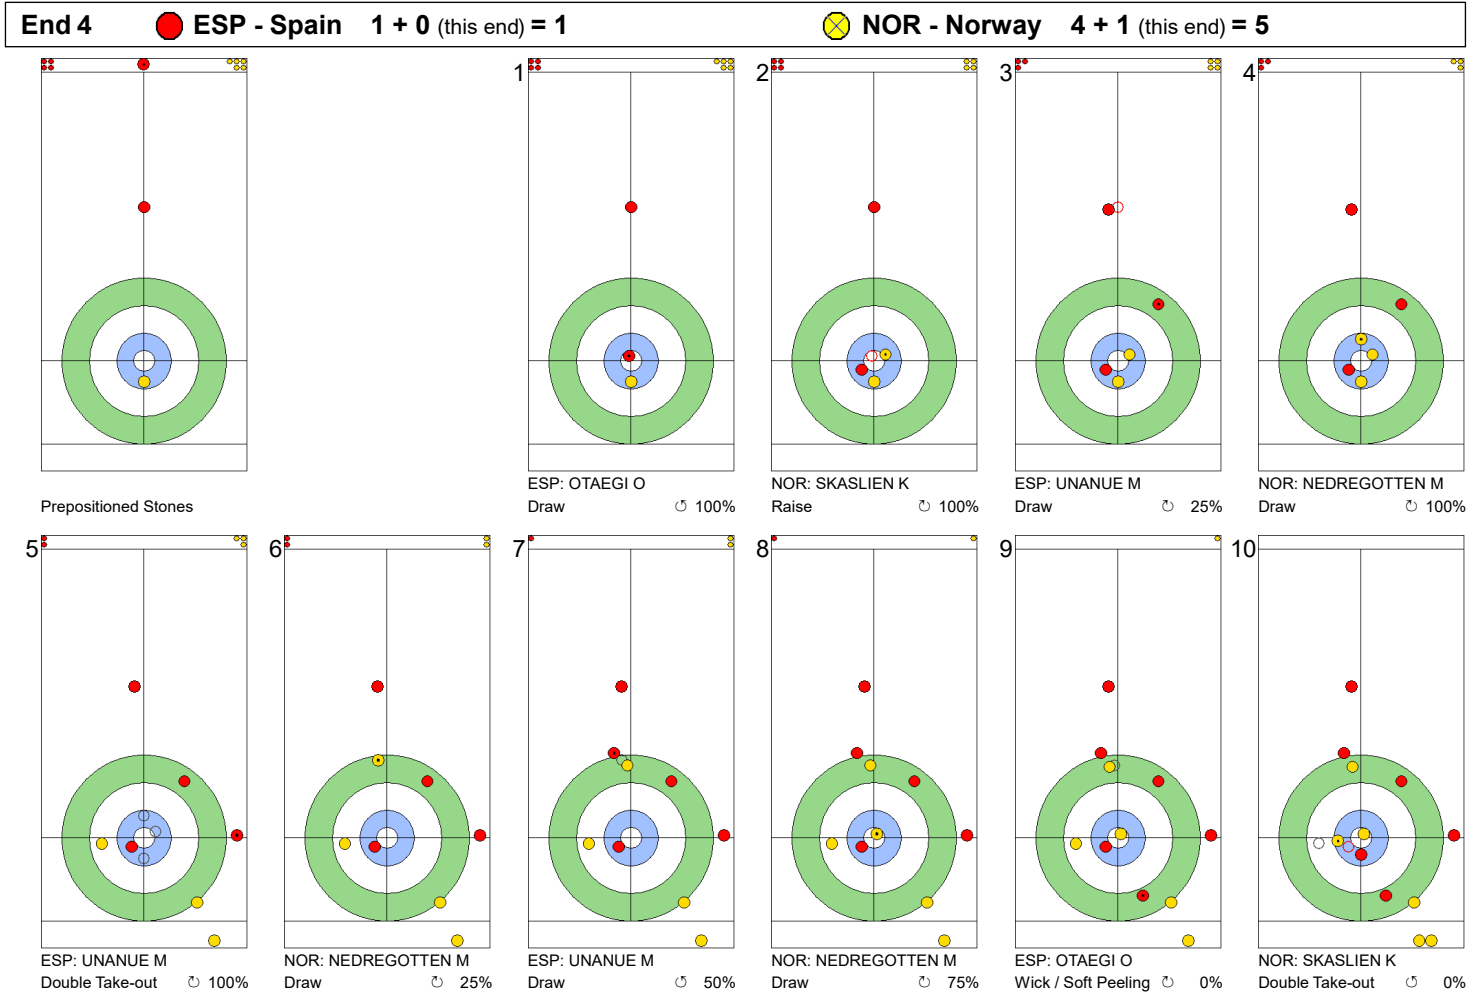 End 4 ESP - Spain 1 + 0 (this end) = 1 NOR - Norway 4 + 1 (this end) = 5
1 2 3 4
Prepositioned Stones
ESP: OTAEGI O
Draw ↺ 100%
NOR: SKASLIEN K
Raise ↻ 100%
ESP: UNANUE M
Draw ↻ 25%
NOR: NEDREGOTTEN M
Draw ↻ 100%
5 6 7 8 9 10
ESP: UNANUE M
Double Take-out ↻ 100%
NOR: NEDREGOTTEN M
Draw ↻ 25%
ESP: UNANUE M
Draw ↺ 50%
NOR: NEDREGOTTEN M
Draw ↺ 75%
ESP: OTAEGI O
Wick / Soft Peeling ↻ 0%
NOR: SKASLIEN K
Double Take-out ↺ 0%